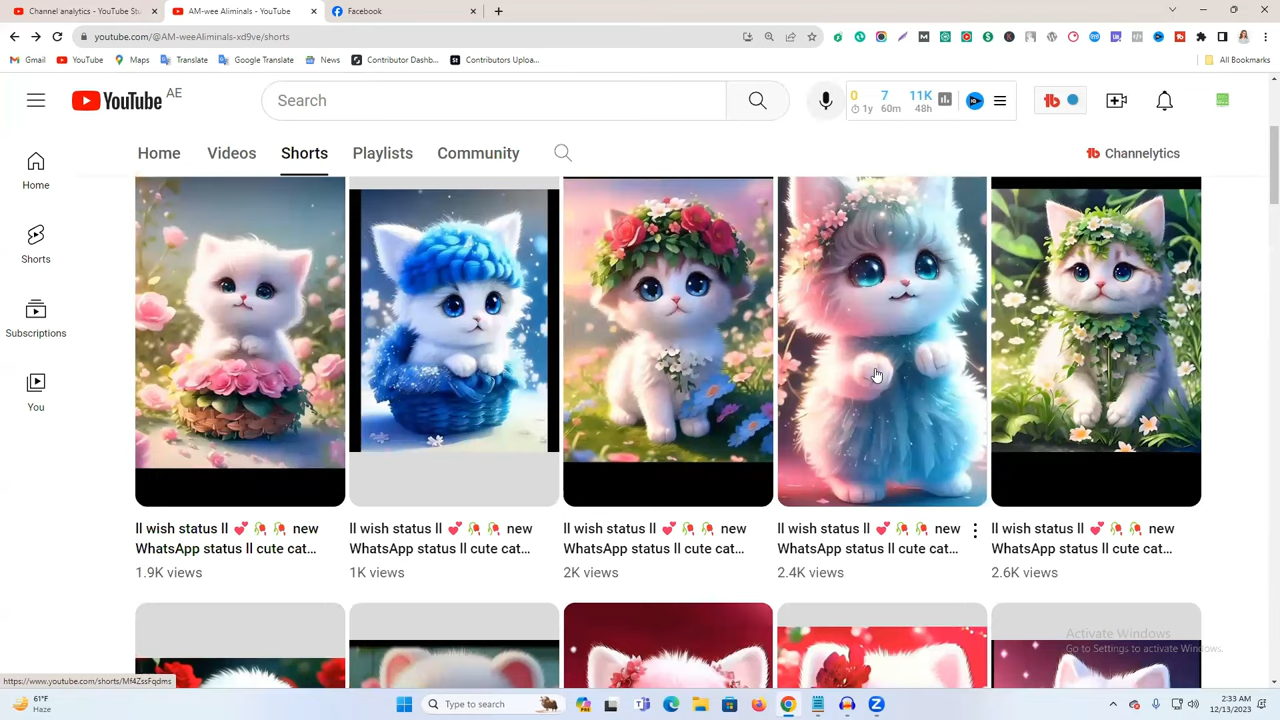 Channel analytics - YouTube Stu
AM-wee Aliminals - YouTube
Facebook
youtube.com/@AM-weeAliminals-xd9ve/shorts
Gmail
YouTube
Maps
Translate
Google Translate
News
Contributor Dashb...
Contributors Uploa...
All Bookmarks
YouTube AE
Search
0 7 11K
1y 60m 48h
Home Videos Shorts Playlists Community
Channelytics
Home
Shorts
Subscriptions
You
ll wish status ll 💕🥀🥀 new
WhatsApp status ll cute cat...
1.9K views
ll wish status ll 💕🥀🥀 new
WhatsApp status ll cute cat...
1K views
ll wish status ll 💕🥀🥀 new
WhatsApp status ll cute cat...
2K views
ll wish status ll 💕🥀🥀 new
WhatsApp status ll cute cat...
2.4K views
ll wish status ll 💕🥀🥀 new
WhatsApp status ll cute cat...
2.6K views
Activate Windows
Go to Settings to activate Windows.
https://www.youtube.com/shorts/Mf4ZssFqdms
61°F
Haze
Type to search
2:33 AM
12/13/2023